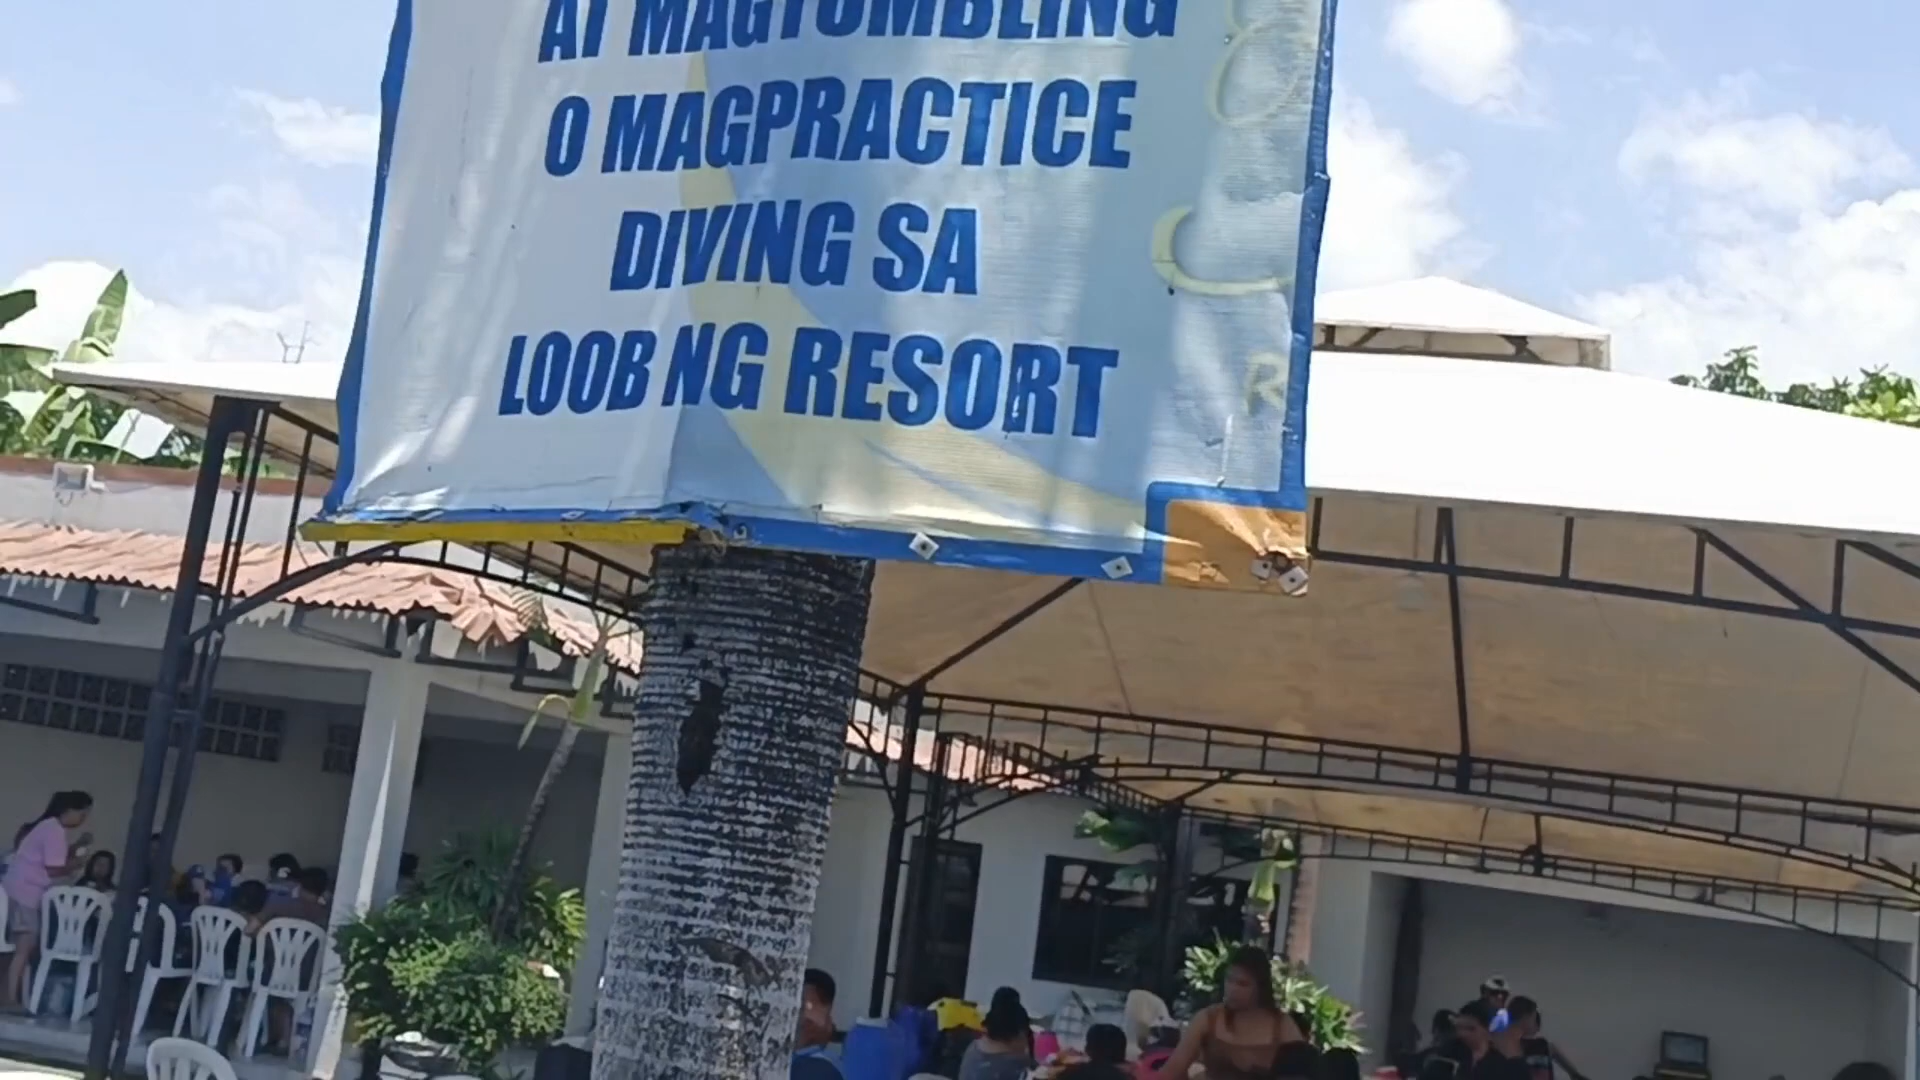 AT MAGTUMBLING
O MAGPRACTICE
DIVING SA
LOOB NG RESORT
R